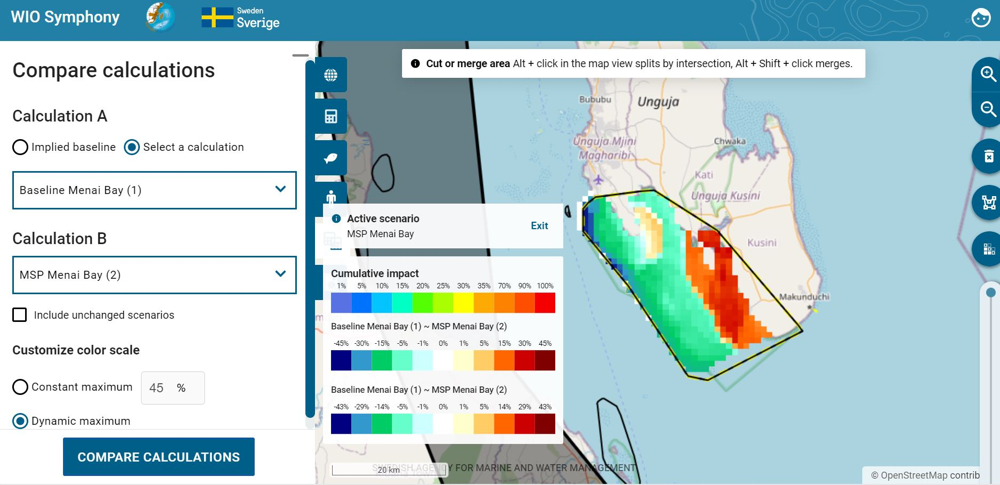 WIO Symphony
Sweden
Sverige
Compare calculations
Calculation A
Implied baseline
Select a calculation
Baseline Menai Bay (1)
Calculation B
MSP Menai Bay (2)
Include unchanged scenarios
Customize color scale
Constant maximum
45 %
Dynamic maximum
COMPARE CALCULATIONS
Cut or merge area Alt + click in the map view splits by intersection, Alt + Shift + click merges.
Active scenario
MSP Menai Bay
Exit
Cumulative impact
1% 5% 10% 15% 20% 25% 30% 35% 70% 90% 100%
Baseline Menai Bay (1) ~ MSP Menai Bay (2)
-45% -30% -15% -5% -1% 0% 1% 5% 15% 30% 45%
Baseline Menai Bay (1) ~ MSP Menai Bay (2)
-43% -29% -14% -5% -1% 0% 1% 5% 14% 29% 43%
Bububu
Unguja
Unguja Mjini
Magharibi
Chwaka
Kati
Unguja Kusini
Kusini
Makunduchi
20 km
SWEDISH AGENCY FOR MARINE AND WATER MANAGEMENT
© OpenStreetMap contrib